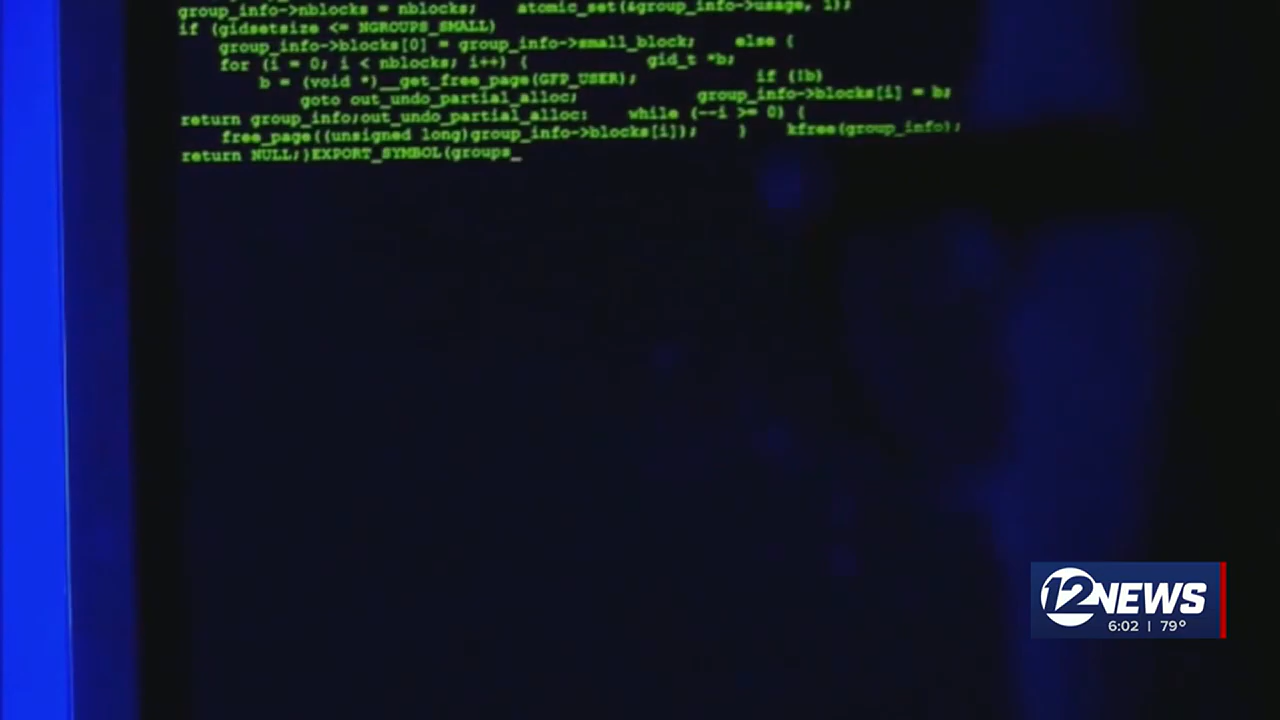 group_info->nblocks = nblocks;    atomic_set(&group_info->usage, 1);
if (gidsetsize <= NGROUPS_SMALL)
group_info->blocks[0] = group_info->small_block;    else {
for (i = 0; i < nblocks; i++) {    gid_t *b;
b = (void *)__get_free_page(GFP_USER);    if (!b)
goto out_undo_partial_alloc;    group_info->blocks[i] = b;
return group_info;out_undo_partial_alloc:    while (--i >= 0) {
free_page((unsigned long)group_info->blocks[i]);    }    kfree(group_info);
return NULL;}EXPORT_SYMBOL(groups_
12NEWS
6:02 | 79°